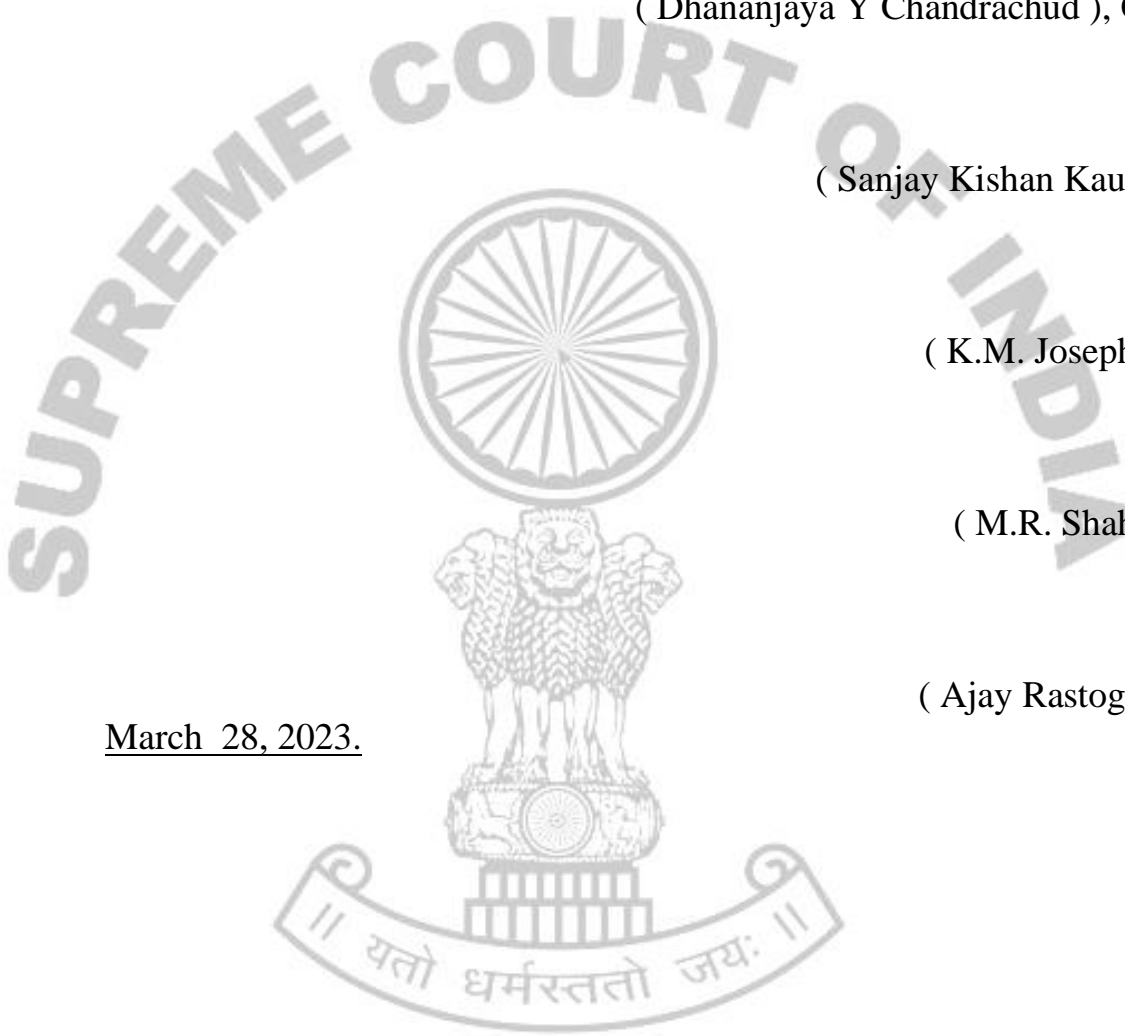 ( Dhananjaya Y Chandrachud ), C
SUPREME COURT OF INDIA
( Sanjay Kishan Kau
( K.M. Joseph
( M.R. Shah
( Ajay Rastog
March 28, 2023.
॥ यतो धर्मस्ततो जयः ॥